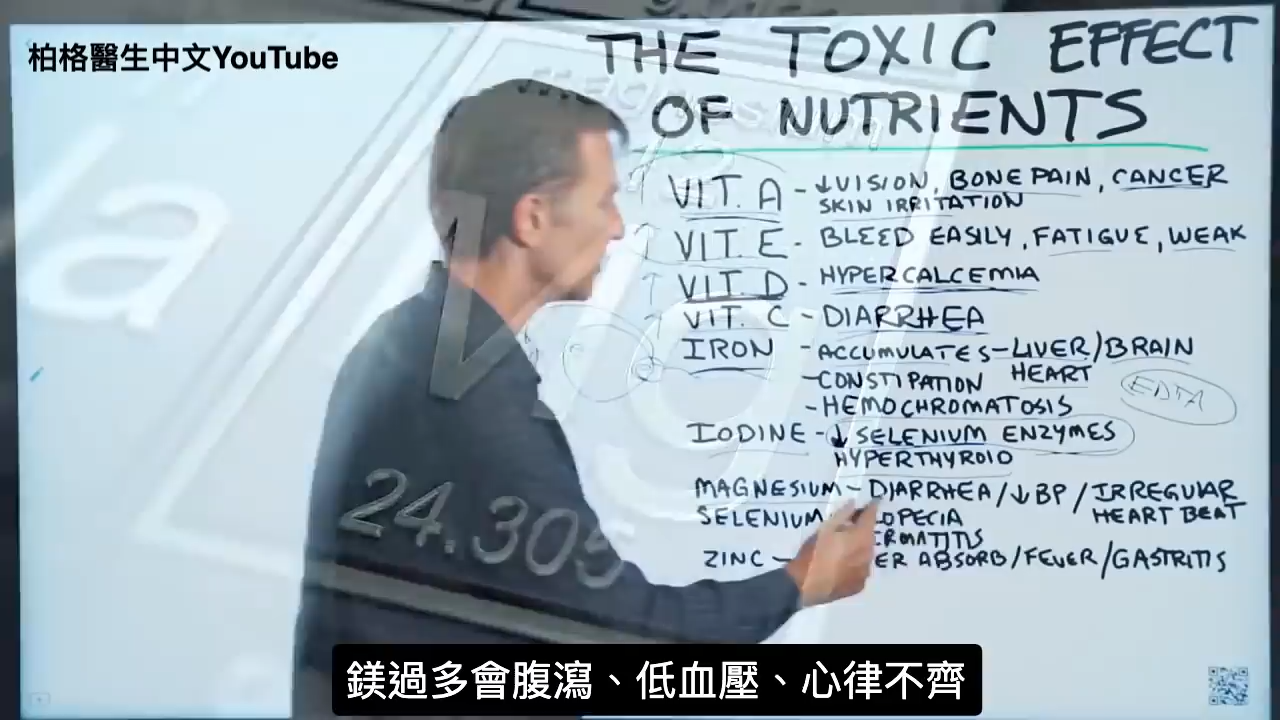 柏格醫生中文YouTube
THE TOXIC EFFECT
OF NUTRIENTS
VIT. A - ↓VISION, BONE PAIN, CANCER
SKIN IRRITATION
VIT. E - BLEED EASILY, FATIGUE, WEAK
VIT. D - HYPERCALCEMIA
VIT. C - DIARRHEA
IRON - ACCUMULATES - LIVER/BRAIN
HEART
- CONSTIPATION
- HEMOCHROMATOSIS
EDTA
IODINE - ↓ SELENIUM ENZYMES
HYPERTHYROID
MAGNESIUM - DIARRHEA/↓BP/IRREGULAR
HEART BEAT
SELENIUM
ZINC - ABSORB/FEVER/GASTRITIS
Mg
24.305
鎂過多會腹瀉、低血壓、心律不齊